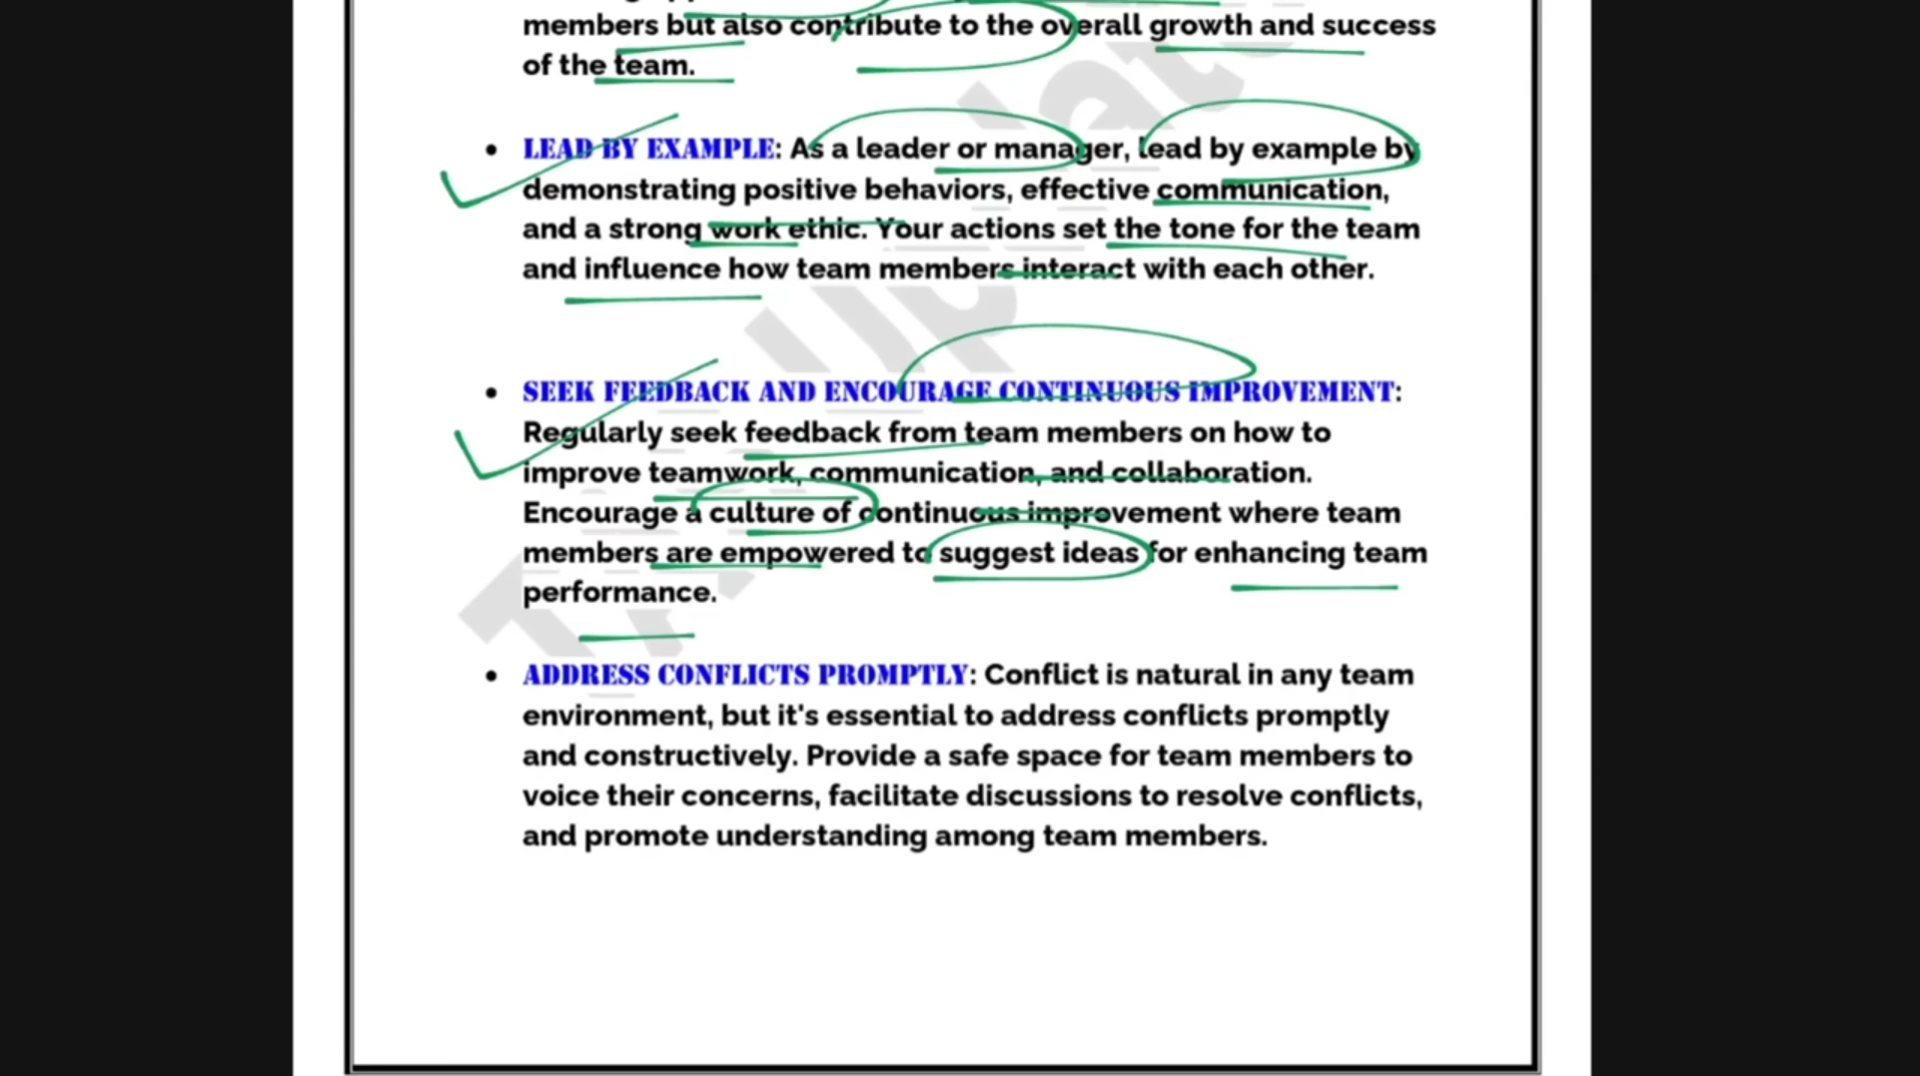 members but also contribute to the overall growth and success
of the team.
• LEAD BY EXAMPLE: As a leader or manager, lead by example by
demonstrating positive behaviors, effective communication,
and a strong work ethic. Your actions set the tone for the team
and influence how team members interact with each other.
• SEEK FEEDBACK AND ENCOURAGE CONTINUOUS IMPROVEMENT:
Regularly seek feedback from team members on how to
improve teamwork, communication, and collaboration.
Encourage a culture of continuous improvement where team
members are empowered to suggest ideas for enhancing team
performance.
• ADDRESS CONFLICTS PROMPTLY: Conflict is natural in any team
environment, but it's essential to address conflicts promptly
and constructively. Provide a safe space for team members to
voice their concerns, facilitate discussions to resolve conflicts,
and promote understanding among team members.